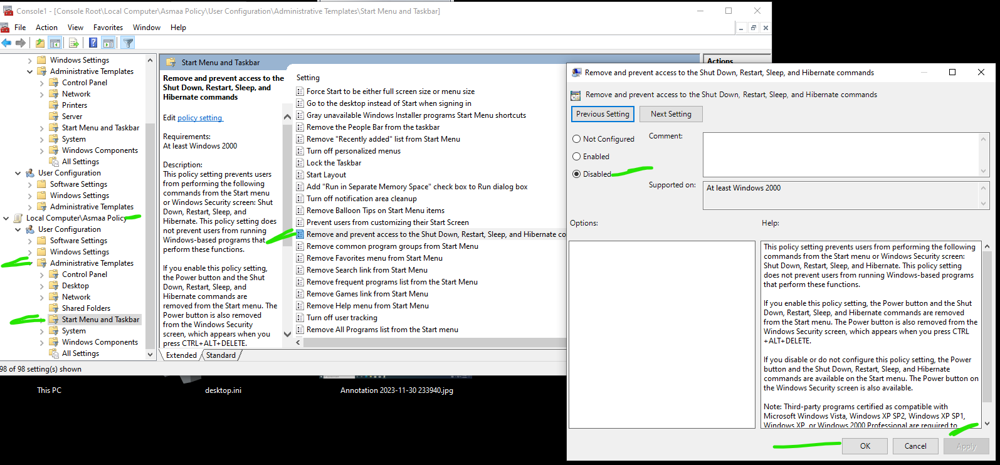 Console1 - [Console Root\Local Computer\Asmaa Policy\User Configuration\Administrative Templates\Start Menu and Taskbar]
File Action View Favorites Window Help
Windows Settings
Administrative Templates
Control Panel
Network
Printers
Server
Start Menu and Taskbar
System
Windows Components
All Settings
User Configuration
Software Settings
Windows Settings
Administrative Templates
Local Computer\Asmaa Policy
User Configuration
Software Settings
Windows Settings
Administrative Templates
Control Panel
Desktop
Network
Shared Folders
Start Menu and Taskbar
System
Windows Components
All Settings
98 of 98 setting(s) shown
Start Menu and Taskbar
Remove and prevent access to the
Shut Down, Restart, Sleep, and
Hibernate commands
Edit policy setting
Requirements:
At least Windows 2000
Description:
This policy setting prevents users
from performing the following
commands from the Start menu
or Windows Security screen: Shut
Down, Restart, Sleep, and
Hibernate. This policy setting does
not prevent users from running
Windows-based programs that
perform these functions.
If you enable this policy setting,
the Power button and the Shut
Down, Restart, Sleep, and
Hibernate commands are
removed from the Start menu. The
Power button is also removed
from the Windows Security
screen, which appears when you
press CTRL+ALT+DELETE.
Setting
Force Start to be either full screen size or menu size
Go to the desktop instead of Start when signing in
Gray unavailable Windows Installer programs Start Menu shortcuts
Remove the People Bar from the taskbar
Remove "Recently added" list from Start Menu
Turn off personalized menus
Lock the Taskbar
Start Layout
Add "Run in Separate Memory Space" check box to Run dialog box
Turn off notification area cleanup
Remove Balloon Tips on Start Menu items
Prevent users from customizing their Start Screen
Remove and prevent access to the Shut Down, Restart, Sleep, and Hibernate co
Remove common program groups from Start Menu
Remove Favorites menu from Start Menu
Remove Search link from Start Menu
Remove frequent programs list from the Start Menu
Remove Games link from Start Menu
Remove Help menu from Start Menu
Turn off user tracking
Remove All Programs list from the Start menu
Extended Standard
Actions
This PC
desktop.ini
Annotation 2023-11-30 233940.jpg
Remove and prevent access to the Shut Down, Restart, Sleep, and Hibernate commands
Remove and prevent access to the Shut Down, Restart, Sleep, and Hibernate commands
Previous Setting Next Setting
Not Configured
Enabled
Disabled
Comment:
Supported on:
At least Windows 2000
Options:
Help:
This policy setting prevents users from performing the following
commands from the Start menu or Windows Security screen:
Shut Down, Restart, Sleep, and Hibernate. This policy setting
does not prevent users from running Windows-based programs
that perform these functions.
If you enable this policy setting, the Power button and the Shut
Down, Restart, Sleep, and Hibernate commands are removed
from the Start menu. The Power button is also removed from the
Windows Security screen, which appears when you press CTRL
+ALT+DELETE.
If you disable or do not configure this policy setting, the Power
button and the Shut Down, Restart, Sleep, and Hibernate
commands are available on the Start menu. The Power button on
the Windows Security screen is also available.
Note: Third-party programs certified as compatible with
Microsoft Windows Vista, Windows XP SP2, Windows XP SP1,
Windows XP, or Windows 2000 Professional are required to
OK Cancel Apply